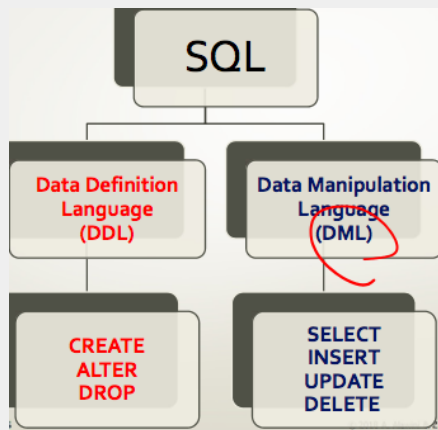 SQL
Data Definition
Language
(DDL)
Data Manipulation
Language
(DML)
CREATE
ALTER
DROP
SELECT
INSERT
UPDATE
DELETE